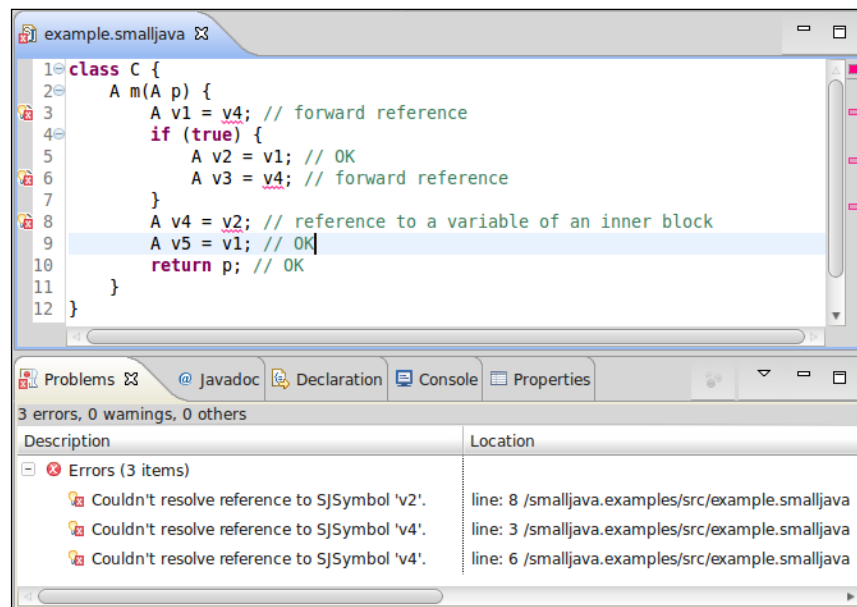 example.smalljava
1 class C {
2 A m(A p) {
3 A v1 = v4; // forward reference
4 if (true) {
5 A v2 = v1; // OK
6 A v3 = v4; // forward reference
7 }
8 A v4 = v2; // reference to a variable of an inner block
9 A v5 = v1; // OK
10 return p; // OK
11 }
12 }
Problems @ Javadoc Declaration Console Properties
3 errors, 0 warnings, 0 others
Description Location
Errors (3 items)
Couldn't resolve reference to SJSymbol 'v2'. line: 8 /smalljava.examples/src/example.smalljava
Couldn't resolve reference to SJSymbol 'v4'. line: 3 /smalljava.examples/src/example.smalljava
Couldn't resolve reference to SJSymbol 'v4'. line: 6 /smalljava.examples/src/example.smalljava